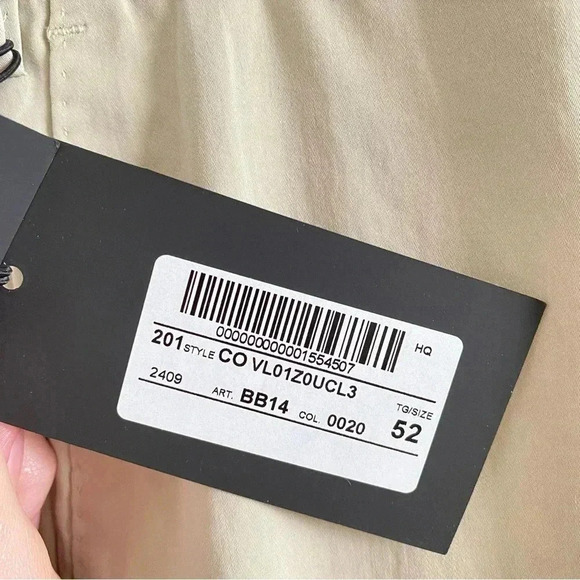 000000000001554507 HQ
201 STYLE CO VL01Z0UCL3
2409 ART. BB14 COL. 0020 TG/SIZE 52